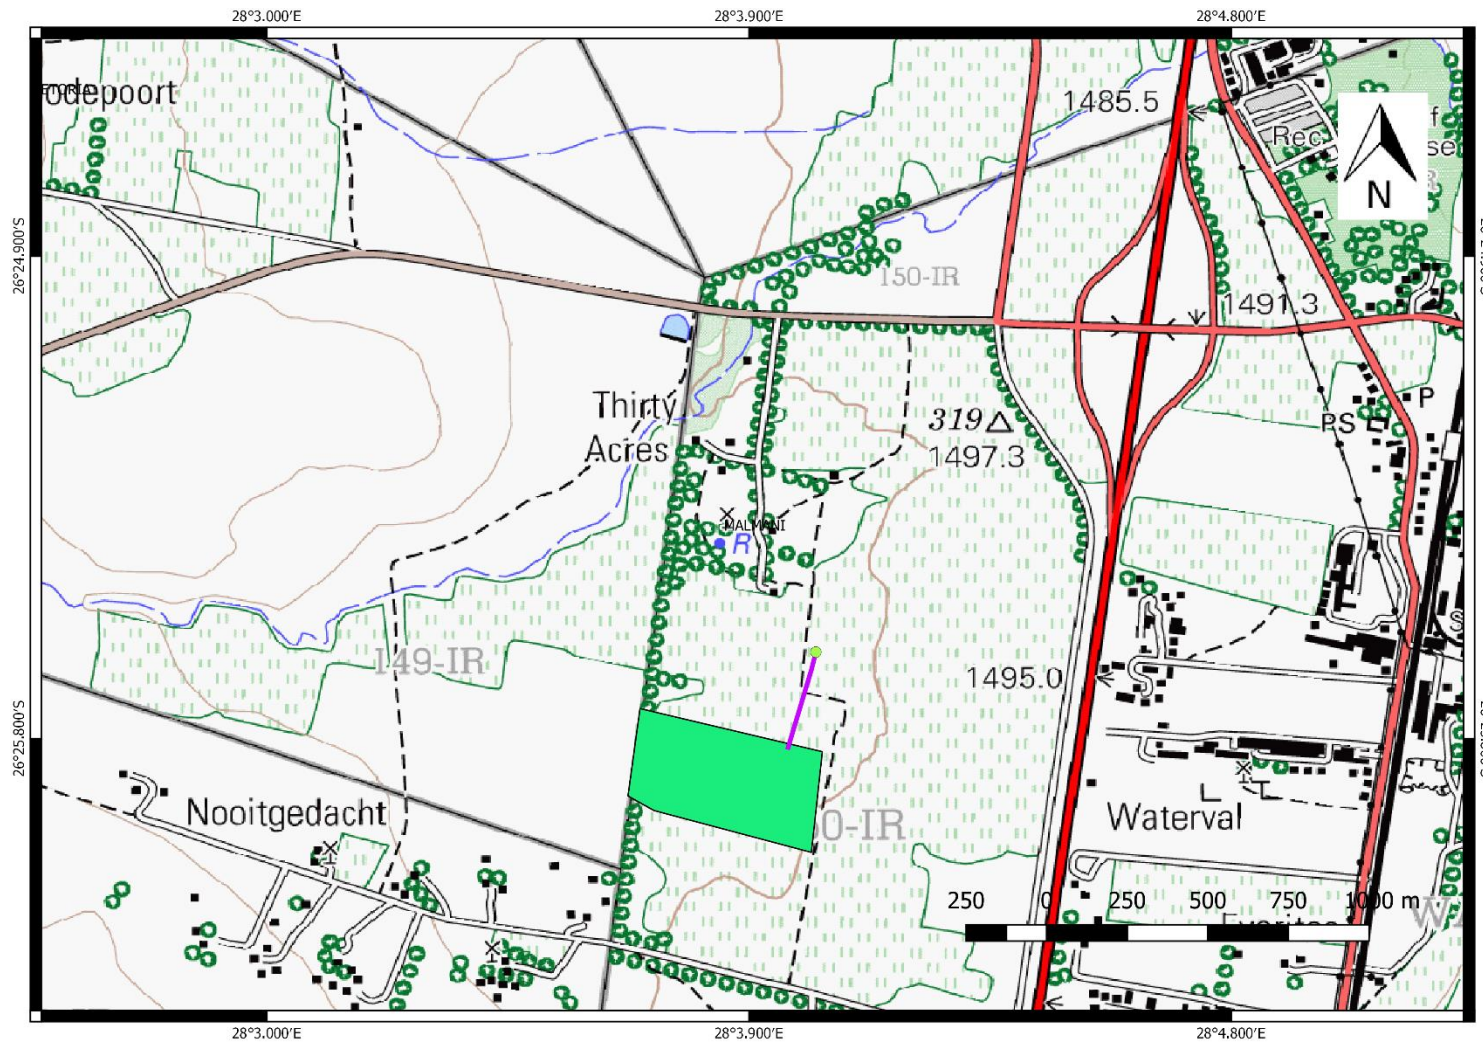 28°3.000'E
28°3.900'E
28°4.800'E
odepoort
1485.5
Rec
f
se
N
26°24.900'S
150-IR
1491.3
Thirty
Acres
319
1497.3
P
PS
MALMANI
R
149-IR
1495.0
S
26°25.800'S
Nooitgedacht
0-IR
Waterval
250
0
250
500
750
1000 m
28°3.000'E
28°3.900'E
28°4.800'E